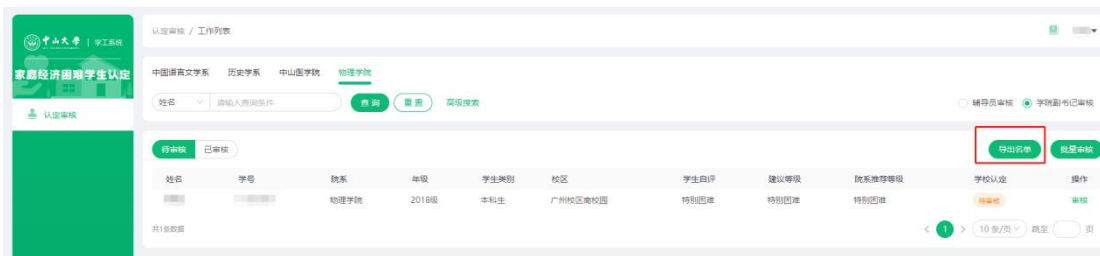 中山大學 | 学工系统
家庭经济困难学生认定
认定审核
认定审核 / 工作列表
中国语言文学系 历史学系 中山医学院 物理学院
姓名 请输入查询条件 查询 重置 高级搜索 辅导员审核 学院副书记审核
待审核 已审核 导出名单 批量审核
姓名 学号 院系 年级 学生类别 校区 学生自评 建议等级 院系推荐等级 学校认定 操作
物理学院 2018级 本科生 广州校区南校园 特别困难 特别困难 特别困难 待审核 审核
共1条数据 < 1 > 10 条/页 跳至 页